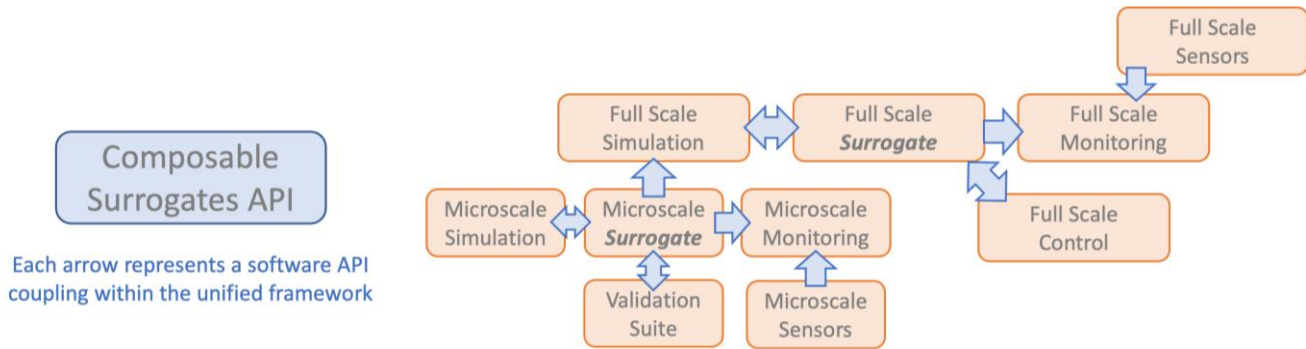 Composable
Surrogates API
Each arrow represents a software API
coupling within the unified framework
Full Scale
Sensors
Full Scale
Simulation
Full Scale
Surrogate
Full Scale
Monitoring
Microscale
Simulation
Microscale
Surrogate
Microscale
Monitoring
Full Scale
Control
Validation
Suite
Microscale
Sensors